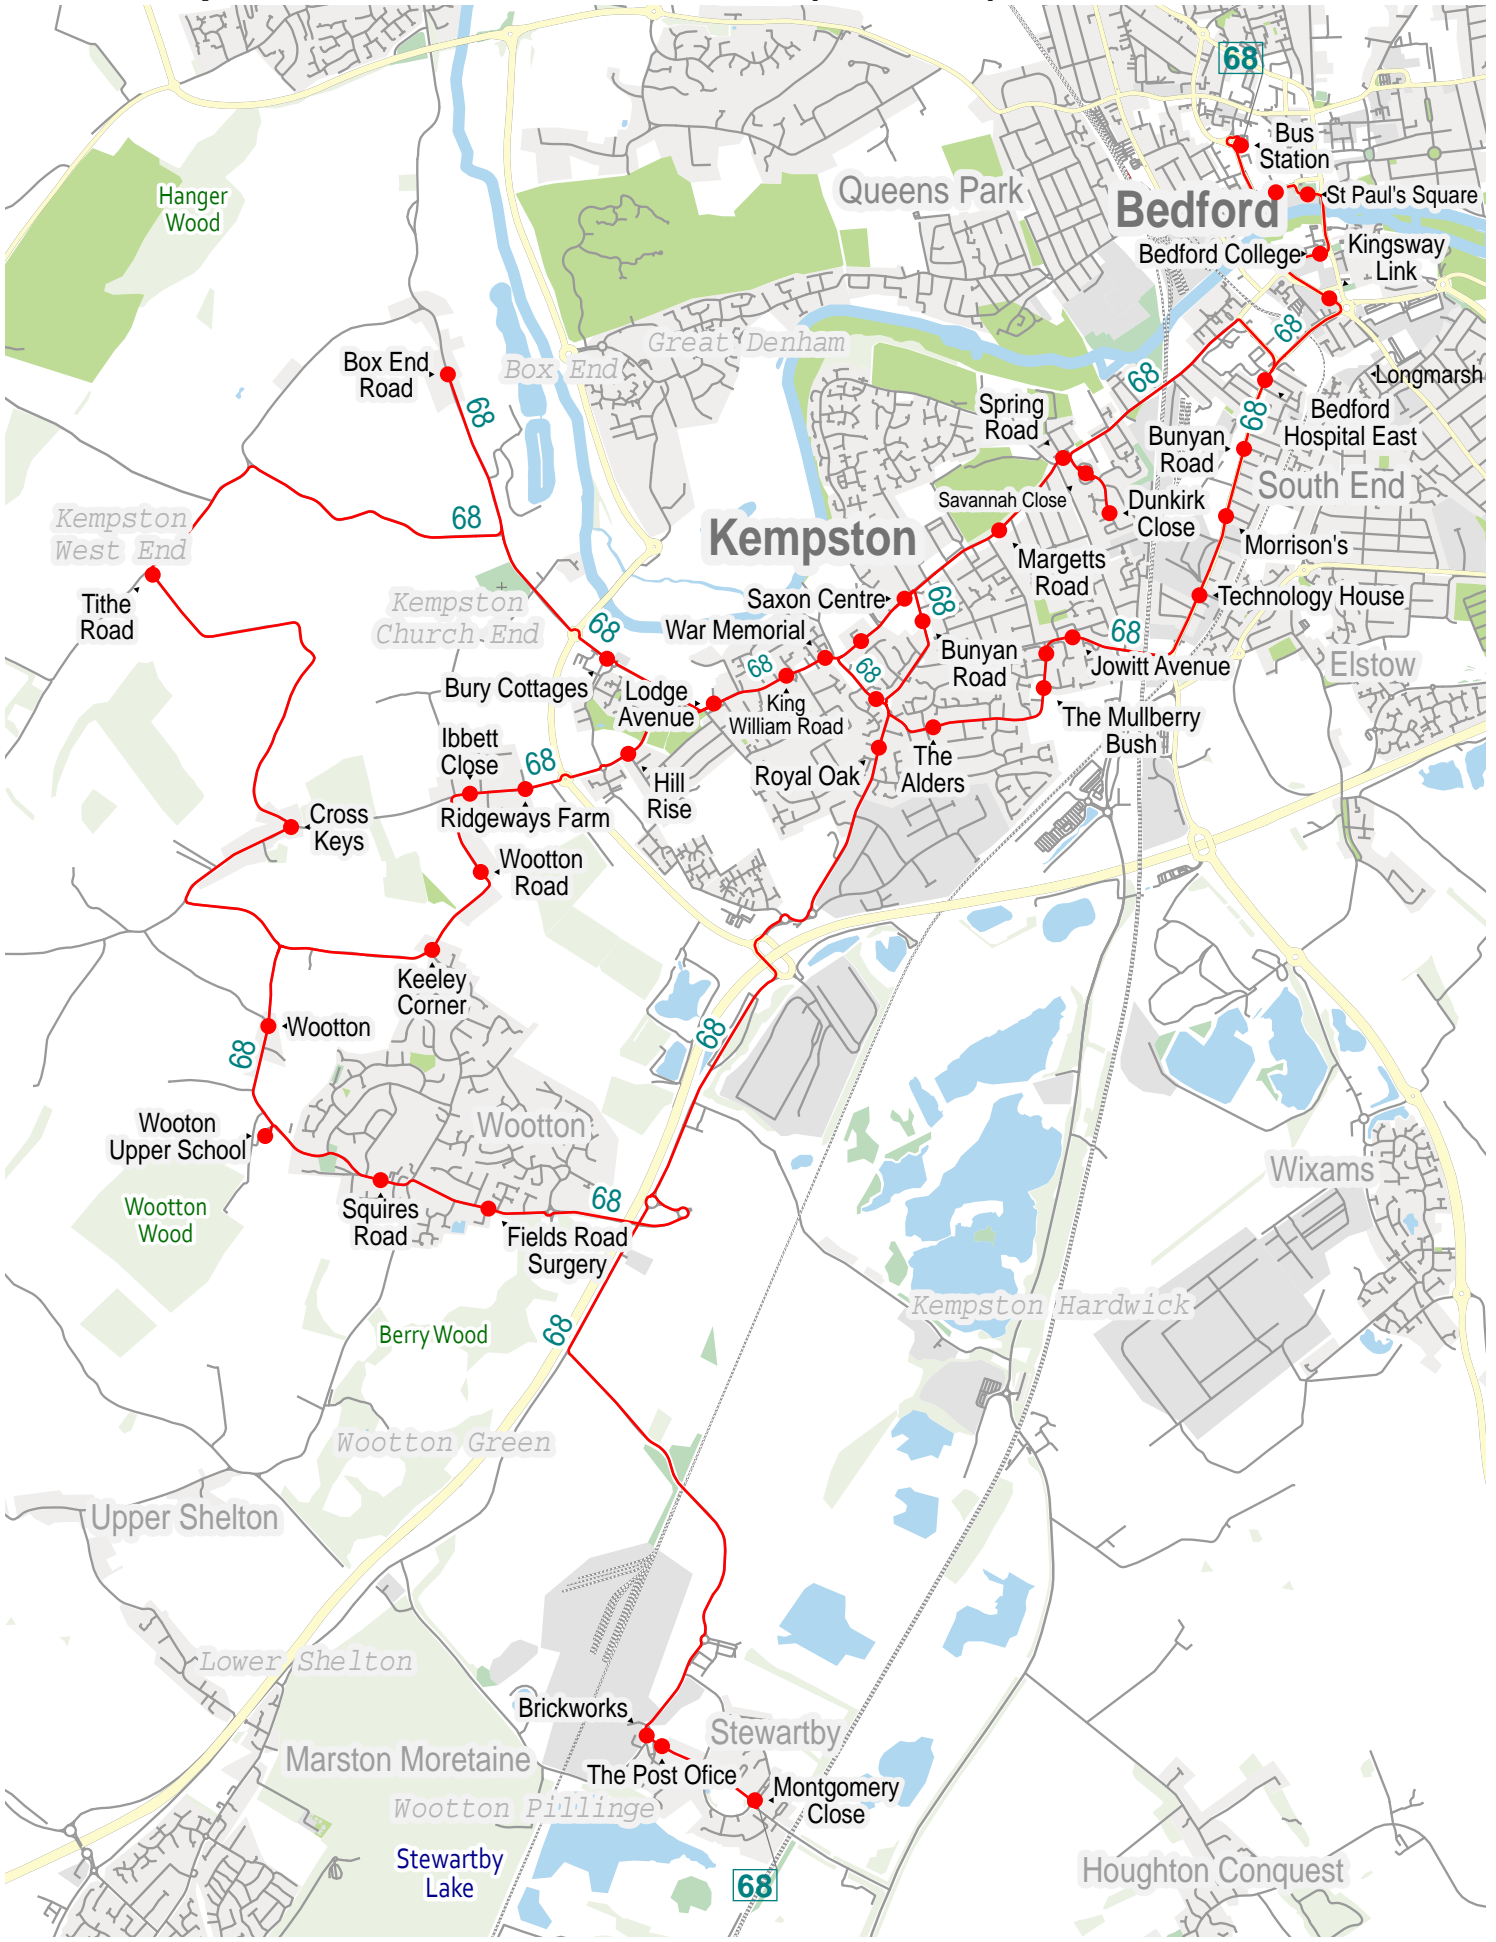 68
Bus
Station
Hanger
Wood
Queens Park
Bedford
St Paul's Square
Bedford College
Kingsway
Link
68
Great Denham
Box End
Road
Box End
68
68
Longmarsh
Spring
Road
68
Bedford
Hospital East
Bunyan
Road
South End
Savannah Close
Dunkirk
Close
Kempston
West End
68
Kempston
Morrison's
Margetts
Road
Tithe
Road
Kempston
Church End
Saxon Centre
68
Technology House
68
War Memorial
68
Bunyan
Road
Jowitt Avenue
Elstow
68
68
Bury Cottages
Lodge
Avenue
King
William Road
The Mullberry
Bush
Ibbett
Close
68
Hill
Rise
Royal Oak
The
Alders
Ridgeways Farm
Cross
Keys
Wootton
Road
Keeley
Corner
Wootton
68
68
Wooton
Upper School
Wootton
Wixams
Wootton
Wood
Squires
Road
68
Fields Road
Surgery
Kempston Hardwick
Berry Wood
68
Wootton Green
Upper Shelton
Lower Shelton
Brickworks
Stewartby
Marston Moretaine
The Post Ofice
Montgomery
Close
Wootton Pillinge
Stewartby
Lake
68
Houghton Conquest